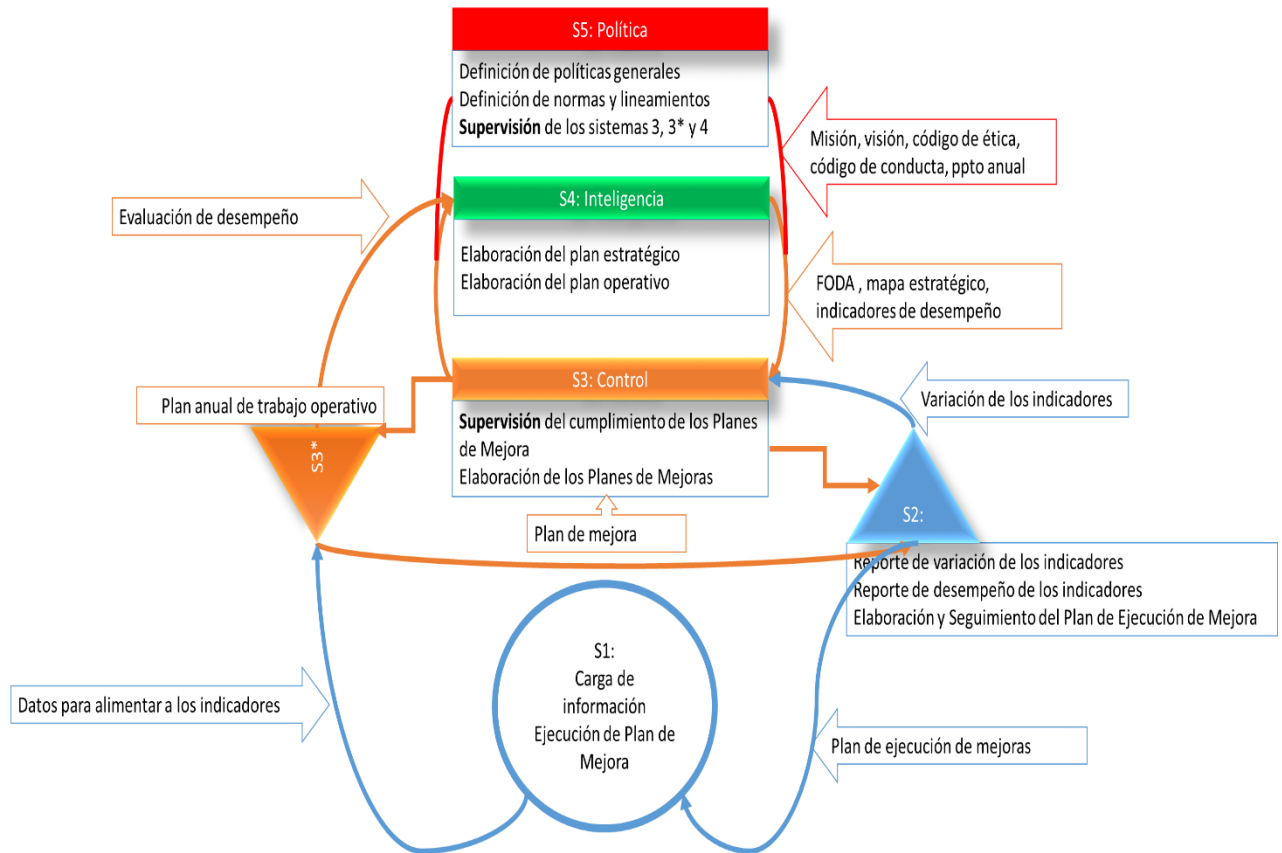 S5: Política
Definición de políticas generales
Definición de normas y lineamientos
Supervisión de los sistemas 3, 3* y 4
Misión, visión, código de ética,
código de conducta, ppto anual
Evaluación de desempeño
S4: Inteligencia
Elaboración del plan estratégico
Elaboración del plan operativo
FODA , mapa estratégico,
indicadores de desempeño
S3: Control
Plan anual de trabajo operativo
Variación de los indicadores
Supervisión del cumplimiento de los Planes
de Mejora
Elaboración de los Planes de Mejoras
S3*
S2:
Plan de mejora
Reporte de variación de los indicadores
Reporte de desempeño de los indicadores
Elaboración y Seguimiento del Plan de Ejecución de Mejora
S1:
Carga de
información
Ejecución de Plan de
Mejora
Datos para alimentar a los indicadores
Plan de ejecución de mejoras